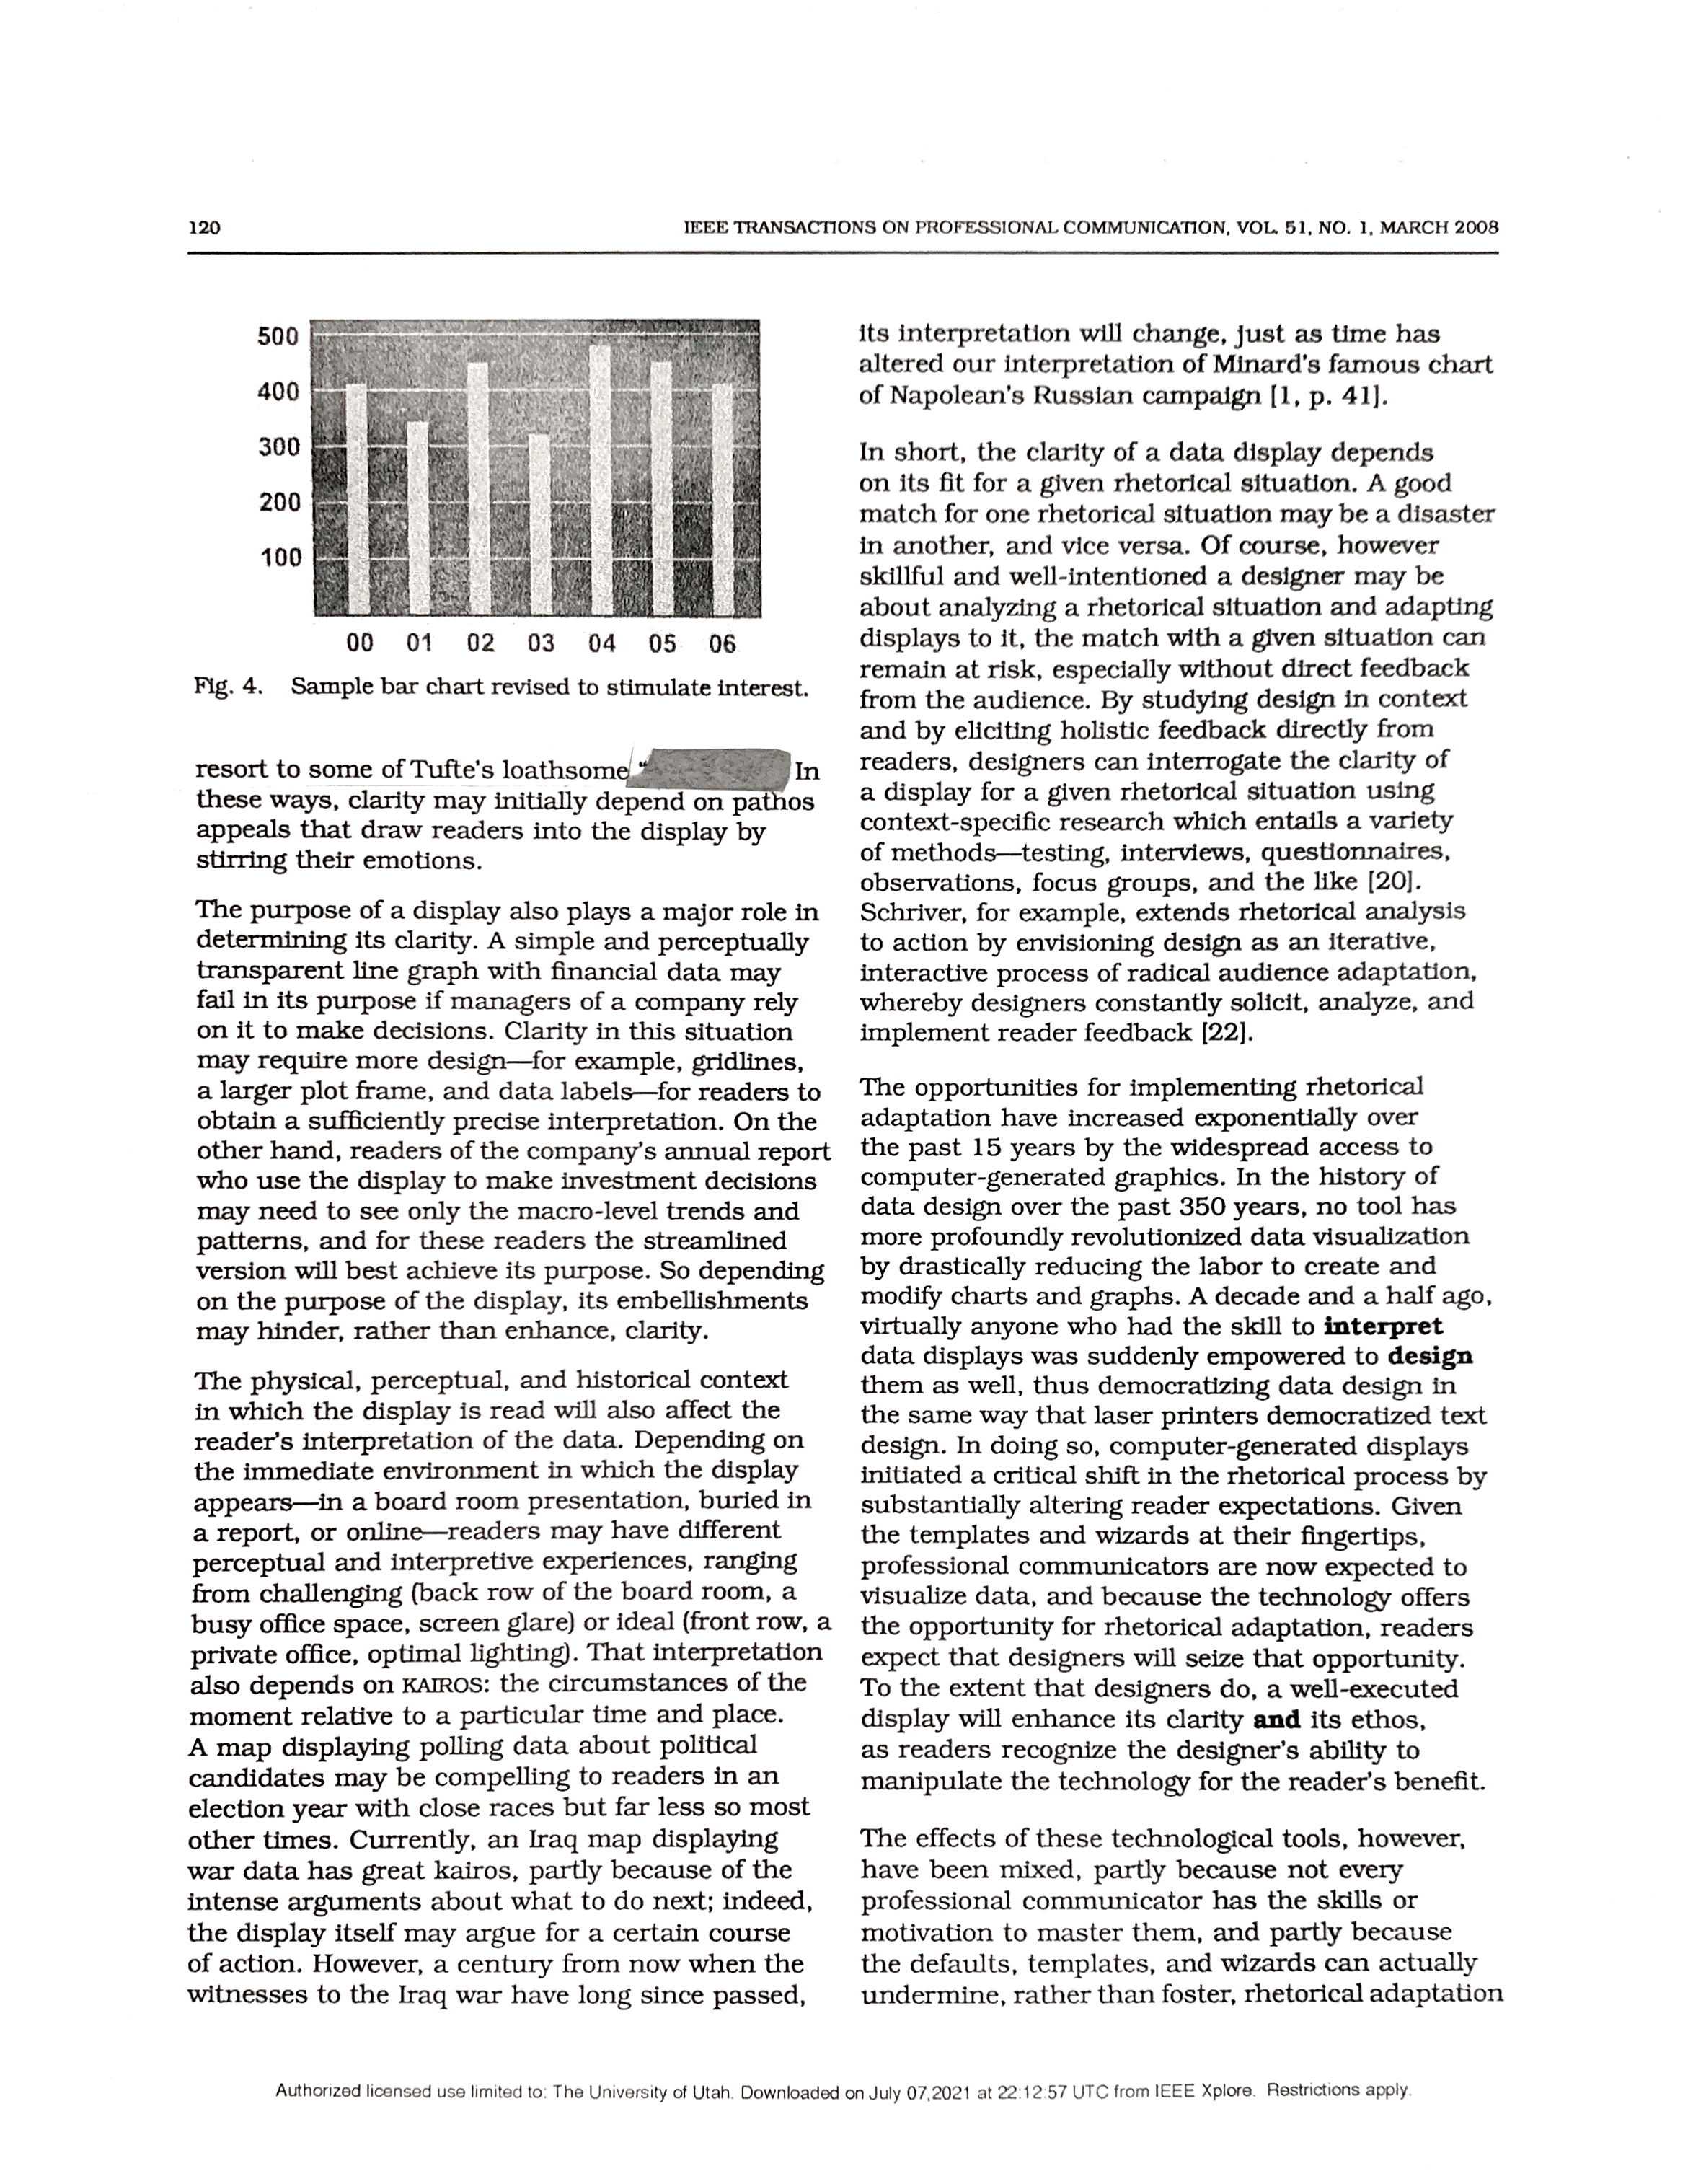 120
IEEE TRANSACTIONS ON PROFESSIONAL COMMUNICATION, VOL. 51, NO. 1, MARCH 2008
500
400
300
200
100
00 01 02 03 04 05 06
Fig. 4. Sample bar chart revised to stimulate interest.
resort to some of Tufte's loathsome “ In
these ways, clarity may initially depend on pathos
appeals that draw readers into the display by
stirring their emotions.
The purpose of a display also plays a major role in
determining its clarity. A simple and perceptually
transparent line graph with financial data may
fail in its purpose if managers of a company rely
on it to make decisions. Clarity in this situation
may require more design—for example, gridlines,
a larger plot frame, and data labels—for readers to
obtain a sufficiently precise interpretation. On the
other hand, readers of the company's annual report
who use the display to make investment decisions
may need to see only the macro-level trends and
patterns, and for these readers the streamlined
version will best achieve its purpose. So depending
on the purpose of the display, its embellishments
may hinder, rather than enhance, clarity.
The physical, perceptual, and historical context
in which the display is read will also affect the
reader's interpretation of the data. Depending on
the immediate environment in which the display
appears—in a board room presentation, buried in
a report, or online—readers may have different
perceptual and interpretive experiences, ranging
from challenging (back row of the board room, a
busy office space, screen glare) or ideal (front row, a
private office, optimal lighting). That interpretation
also depends on KAIROS: the circumstances of the
moment relative to a particular time and place.
A map displaying polling data about political
candidates may be compelling to readers in an
election year with close races but far less so most
other times. Currently, an Iraq map displaying
war data has great kairos, partly because of the
intense arguments about what to do next; indeed,
the display itself may argue for a certain course
of action. However, a century from now when the
witnesses to the Iraq war have long since passed,
its interpretation will change, just as time has
altered our interpretation of Minard's famous chart
of Napolean's Russian campaign [1, p. 41].
In short, the clarity of a data display depends
on its fit for a given rhetorical situation. A good
match for one rhetorical situation may be a disaster
in another, and vice versa. Of course, however
skillful and well-intentioned a designer may be
about analyzing a rhetorical situation and adapting
displays to it, the match with a given situation can
remain at risk, especially without direct feedback
from the audience. By studying design in context
and by eliciting holistic feedback directly from
readers, designers can interrogate the clarity of
a display for a given rhetorical situation using
context-specific research which entails a variety
of methods—testing, interviews, questionnaires,
observations, focus groups, and the like [20].
Schriver, for example, extends rhetorical analysis
to action by envisioning design as an iterative,
interactive process of radical audience adaptation,
whereby designers constantly solicit, analyze, and
implement reader feedback [22].
The opportunities for implementing rhetorical
adaptation have increased exponentially over
the past 15 years by the widespread access to
computer-generated graphics. In the history of
data design over the past 350 years, no tool has
more profoundly revolutionized data visualization
by drastically reducing the labor to create and
modify charts and graphs. A decade and a half ago,
virtually anyone who had the skill to interpret
data displays was suddenly empowered to design
them as well, thus democratizing data design in
the same way that laser printers democratized text
design. In doing so, computer-generated displays
initiated a critical shift in the rhetorical process by
substantially altering reader expectations. Given
the templates and wizards at their fingertips,
professional communicators are now expected to
visualize data, and because the technology offers
the opportunity for rhetorical adaptation, readers
expect that designers will seize that opportunity.
To the extent that designers do, a well-executed
display will enhance its clarity and its ethos,
as readers recognize the designer's ability to
manipulate the technology for the reader's benefit.
The effects of these technological tools, however,
have been mixed, partly because not every
professional communicator has the skills or
motivation to master them, and partly because
the defaults, templates, and wizards can actually
undermine, rather than foster, rhetorical adaptation
Authorized licensed use limited to: The University of Utah. Downloaded on July 07,2021 at 22:12:57 UTC from IEEE Xplore. Restrictions apply.